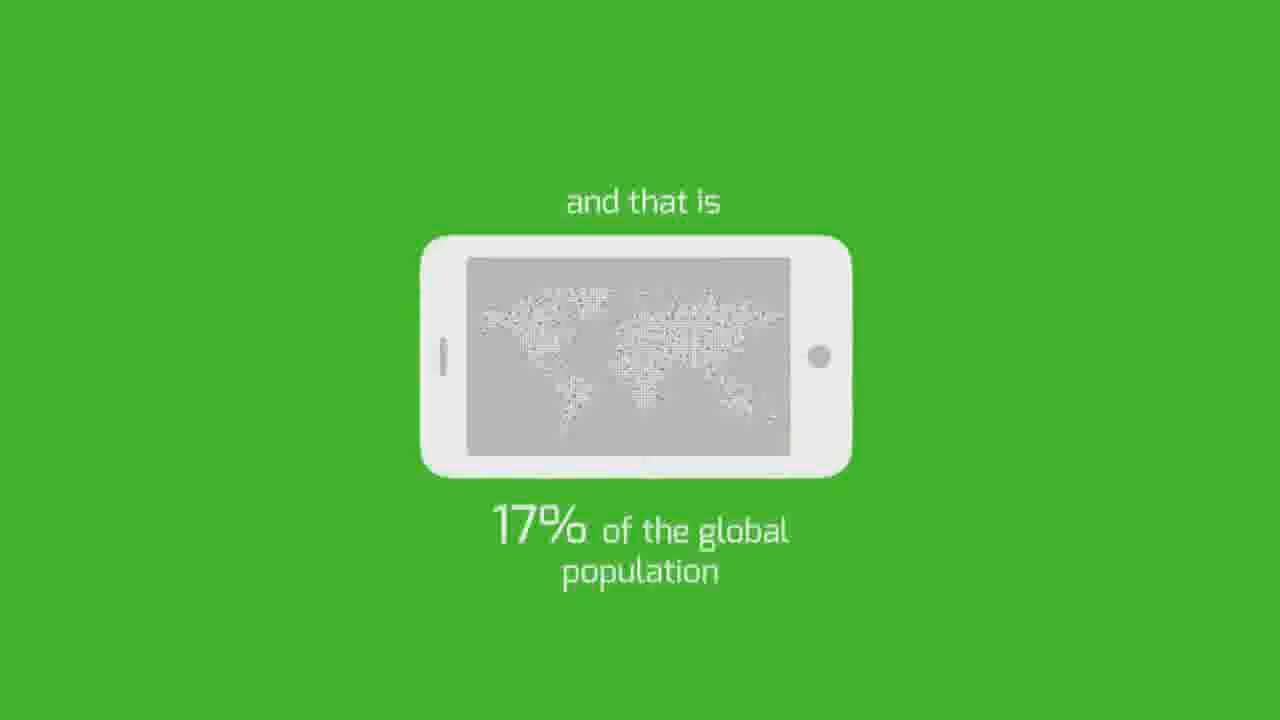 and that is
17% of the global
population